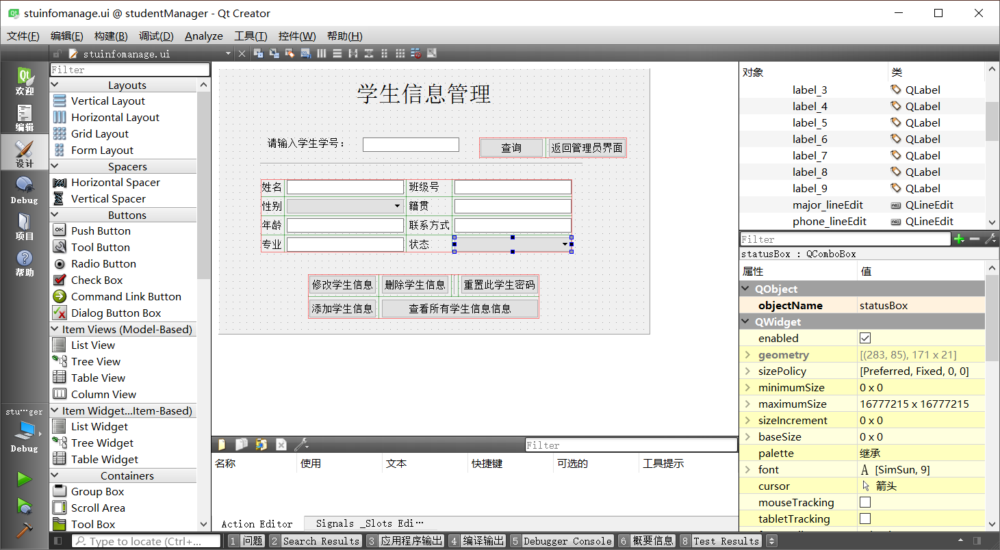 stuinfomanage.ui @ studentManager - Qt Creator
文件(F) 编辑(E) 构建(B) 调试(D) Analyze 工具(T) 控件(W) 帮助(H)
stuinfomanage.ui
欢迎
编辑
设计
Debug
项目
帮助
stu…ger
Debug
Filter
Layouts
Vertical Layout
Horizontal Layout
Grid Layout
Form Layout
Spacers
Horizontal Spacer
Vertical Spacer
Buttons
OK Push Button
Tool Button
Radio Button
Check Box
Command Link Button
Dialog Button Box
Item Views (Model-Based)
List View
Tree View
Table View
Column View
Item Widget...Item-Based)
List Widget
Tree Widget
Table Widget
Containers
Group Box
Scroll Area
Tool Box
学生信息管理
请输入学生学号： 查询 返回管理员界面
姓名 班级号
性别 籍贯
年龄 联系方式
专业 状态
修改学生信息 删除学生信息 重置此学生密码
添加学生信息 查看所有学生信息信息
Filter
名称 使用 文本 快捷键 可选的 工具提示
Action Editor Signals _Slots Edi…
对象 类
label_3 QLabel
label_4 QLabel
label_5 QLabel
label_6 QLabel
label_7 QLabel
label_8 QLabel
label_9 QLabel
major_lineEdit QLineEdit
phone_lineEdit QLineEdit
Filter
statusBox : QComboBox
属性 值
QObject
objectName statusBox
QWidget
enabled
geometry [(283, 85), 171 x 21]
sizePolicy [Preferred, Fixed, 0, 0]
minimumSize 0 x 0
maximumSize 16777215 x 16777215
sizeIncrement 0 x 0
baseSize 0 x 0
palette 继承
font A [SimSun, 9]
cursor 箭头
mouseTracking
tabletTracking
Type to locate (Ctrl+... 1 问题 2 Search Results 3 应用程序输出 4 编译输出 5 Debugger Console 6 概要信息 8 Test Results